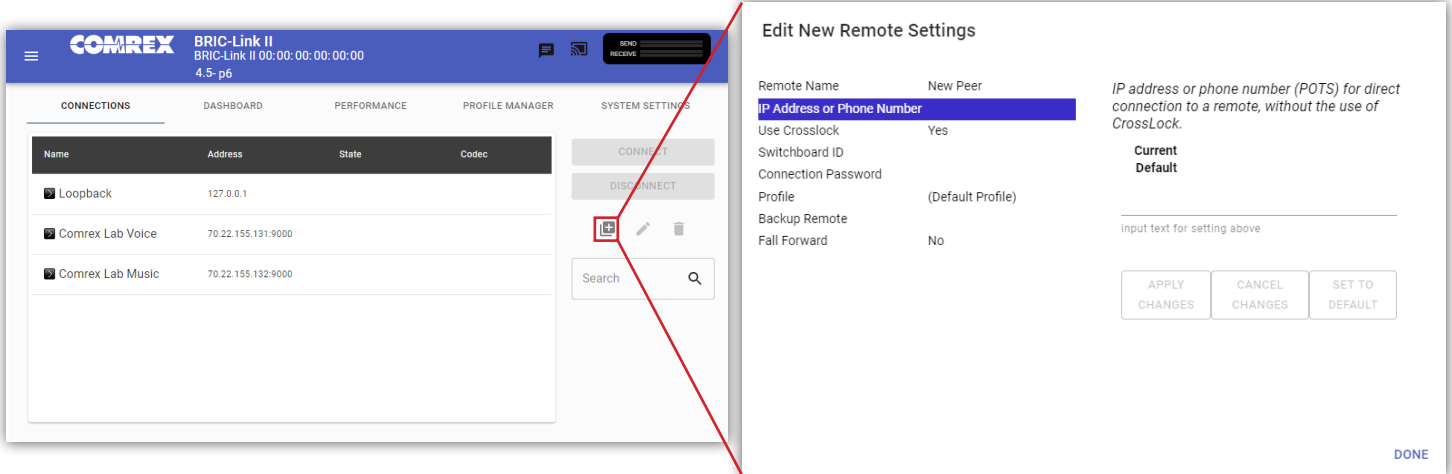 COMREX
BRIC-Link II
BRIC-Link II 00:00:00:00:00:00
4.5- p6
SEND
RECEIVE
CONNECTIONS DASHBOARD PERFORMANCE PROFILE MANAGER SYSTEM SETTINGS
Name Address State Codec
Loopback 127.0.0.1
Comrex Lab Voice 70.22.155.131:9000
Comrex Lab Music 70.22.155.132:9000
CONNECT
DISCONNECT
Search
Edit New Remote Settings
Remote Name New Peer
IP Address or Phone Number
Use Crosslock Yes
Switchboard ID
Connection Password
Profile (Default Profile)
Backup Remote
Fall Forward No
IP address or phone number (POTS) for direct
connection to a remote, without the use of
CrossLock.
Current
Default
input text for setting above
APPLY CHANGES
CANCEL CHANGES
SET TO DEFAULT
DONE